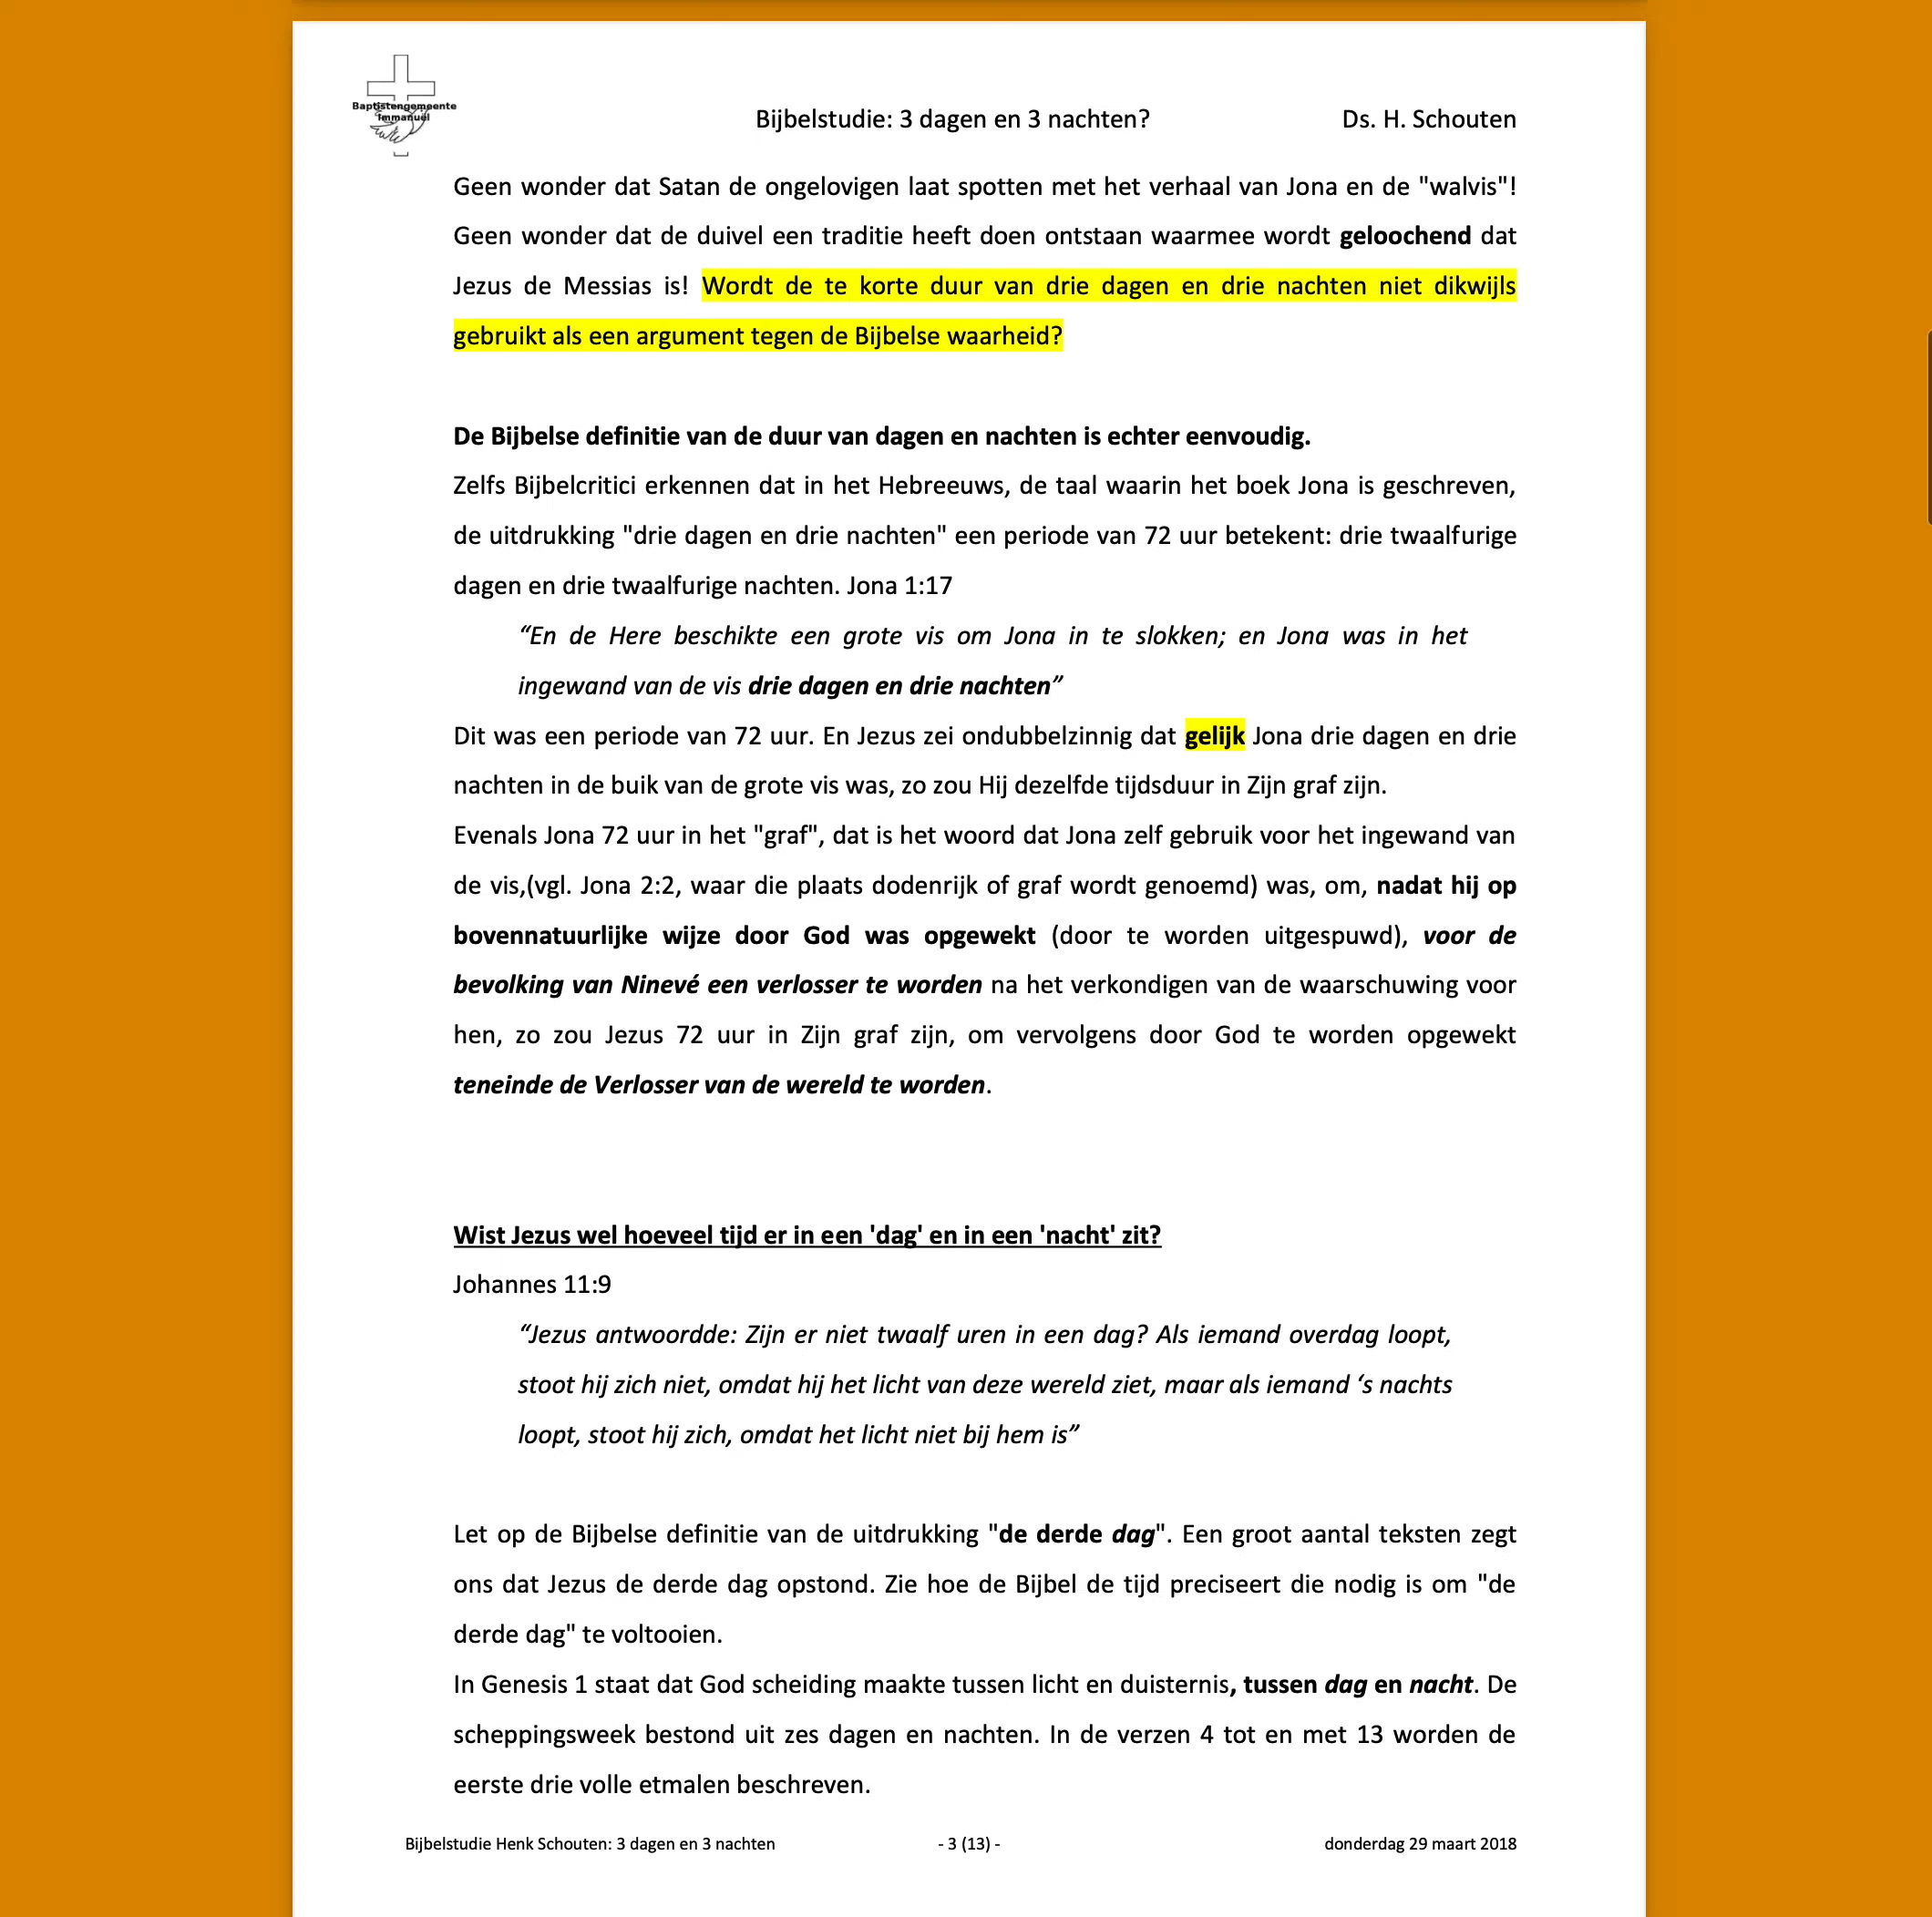 Baptistengemeente
Immanuël
Bijbelstudie: 3 dagen en 3 nachten? Ds. H. Schouten
Geen wonder dat Satan de ongelovigen laat spotten met het verhaal van Jona en de "walvis"!
Geen wonder dat de duivel een traditie heeft doen ontstaan waarmee wordt geloochend dat
Jezus de Messias is! Wordt de te korte duur van drie dagen en drie nachten niet dikwijls
gebruikt als een argument tegen de Bijbelse waarheid?
De Bijbelse definitie van de duur van dagen en nachten is echter eenvoudig.
Zelfs Bijbelcritici erkennen dat in het Hebreeuws, de taal waarin het boek Jona is geschreven,
de uitdrukking "drie dagen en drie nachten" een periode van 72 uur betekent: drie twaalfurige
dagen en drie twaalfurige nachten. Jona 1:17
“En de Here beschikte een grote vis om Jona in te slokken; en Jona was in het
ingewand van de vis drie dagen en drie nachten”
Dit was een periode van 72 uur. En Jezus zei ondubbelzinnig dat gelijk Jona drie dagen en drie
nachten in de buik van de grote vis was, zo zou Hij dezelfde tijdsduur in Zijn graf zijn.
Evenals Jona 72 uur in het "graf", dat is het woord dat Jona zelf gebruik voor het ingewand van
de vis,(vgl. Jona 2:2, waar die plaats dodenrijk of graf wordt genoemd) was, om, nadat hij op
bovennatuurlijke wijze door God was opgewekt (door te worden uitgespuwd), voor de
bevolking van Ninevé een verlosser te worden na het verkondigen van de waarschuwing voor
hen, zo zou Jezus 72 uur in Zijn graf zijn, om vervolgens door God te worden opgewekt
teneinde de Verlosser van de wereld te worden.
Wist Jezus wel hoeveel tijd er in een 'dag' en in een 'nacht' zit?
Johannes 11:9
“Jezus antwoordde: Zijn er niet twaalf uren in een dag? Als iemand overdag loopt,
stoot hij zich niet, omdat hij het licht van deze wereld ziet, maar als iemand ‘s nachts
loopt, stoot hij zich, omdat het licht niet bij hem is”
Let op de Bijbelse definitie van de uitdrukking "de derde dag". Een groot aantal teksten zegt
ons dat Jezus de derde dag opstond. Zie hoe de Bijbel de tijd preciseert die nodig is om "de
derde dag" te voltooien.
In Genesis 1 staat dat God scheiding maakte tussen licht en duisternis, tussen dag en nacht. De
scheppingsweek bestond uit zes dagen en nachten. In de verzen 4 tot en met 13 worden de
eerste drie volle etmalen beschreven.
Bijbelstudie Henk Schouten: 3 dagen en 3 nachten - 3 (13) - donderdag 29 maart 2018